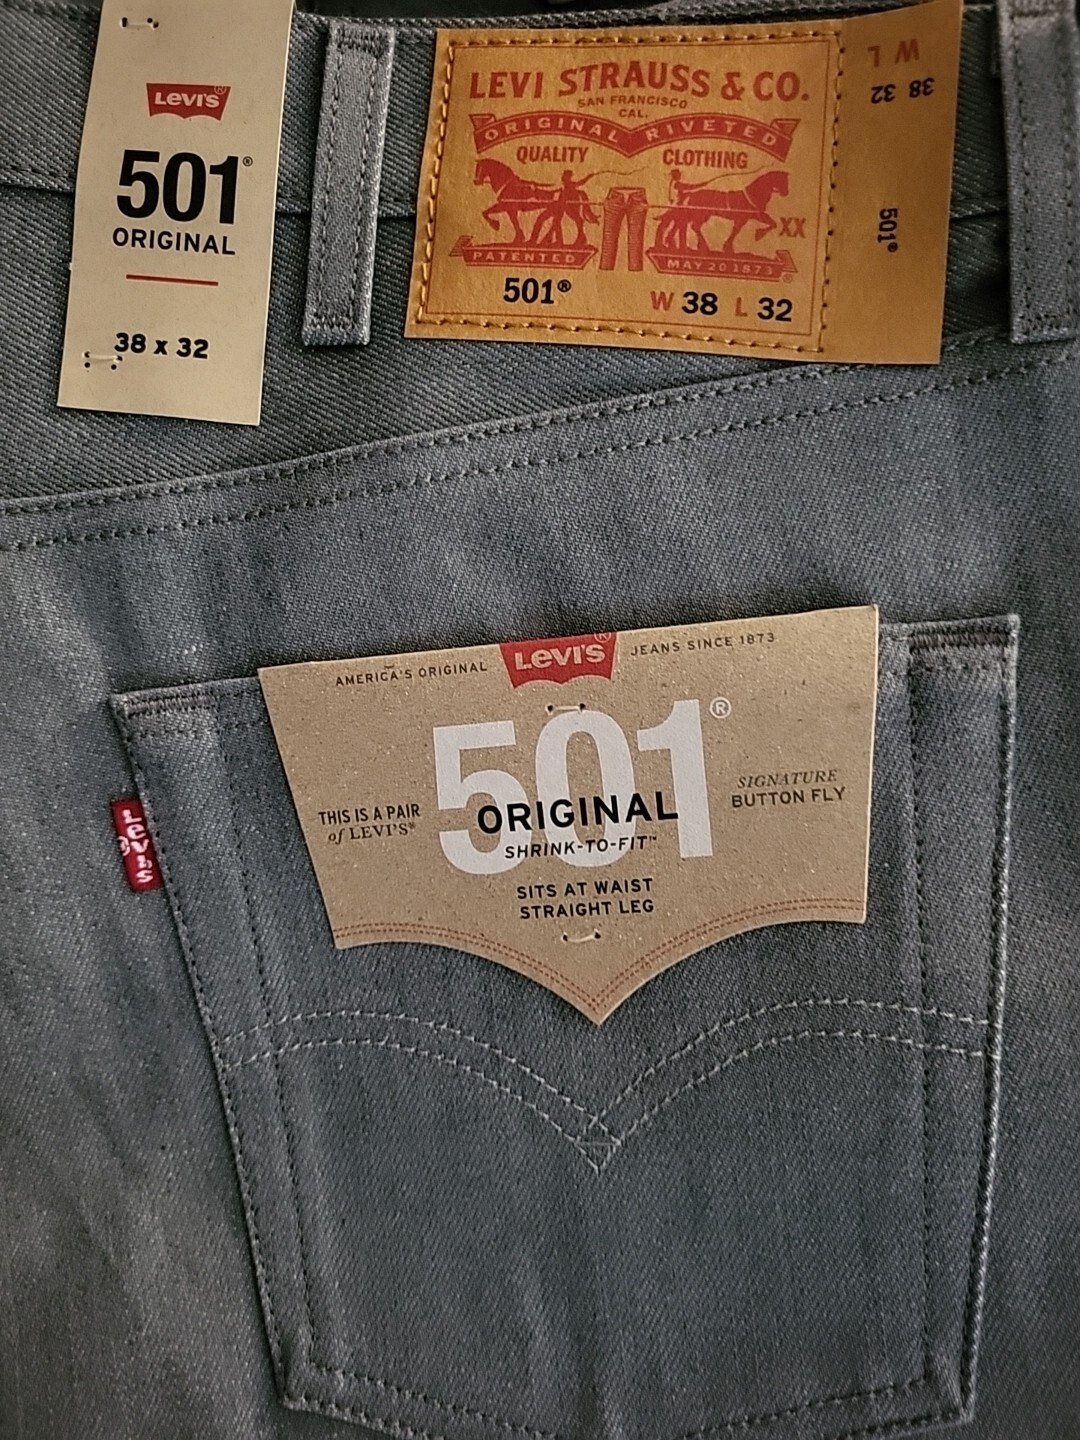 LEVI'S®
501®
ORIGINAL
38 x 32
LEVI STRAUSS & CO.
SAN FRANCISCO
CAL.
ORIGINAL RIVETED
QUALITY CLOTHING
XX
PATENTED MAY 20 1873
501® W 38 L 32
W L
38 32
501®
AMERICA'S ORIGINAL LEVI'S® JEANS SINCE 1873
501®
THIS IS A PAIR
of LEVI'S®
ORIGINAL
SHRINK-TO-FIT™
SIGNATURE
BUTTON FLY
SITS AT WAIST
STRAIGHT LEG
LEVI'S®